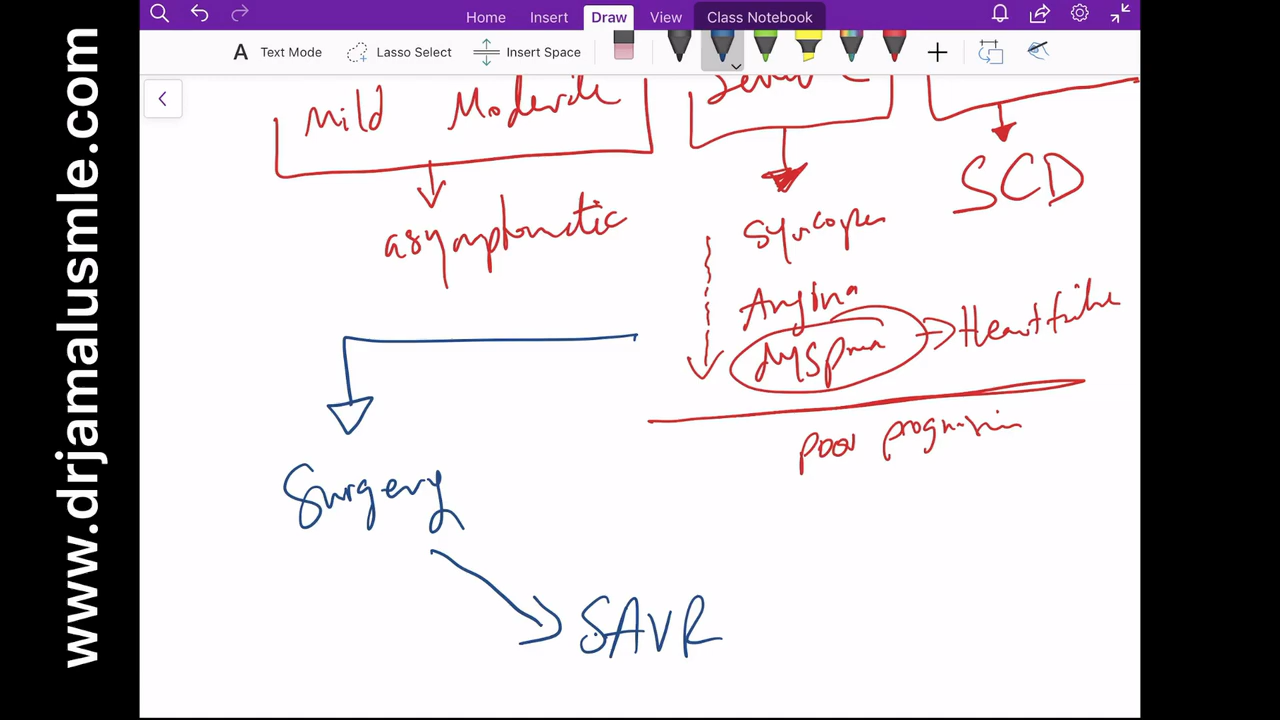 www.drjamalusmle.com
Home Insert Draw View Class Notebook
A Text Mode Lasso Select Insert Space
Mild Moderate
SCD
asymptomatic
Syncope
Angina
dyspnea
Heart failure
poor prognosis
Surgery
SAVR